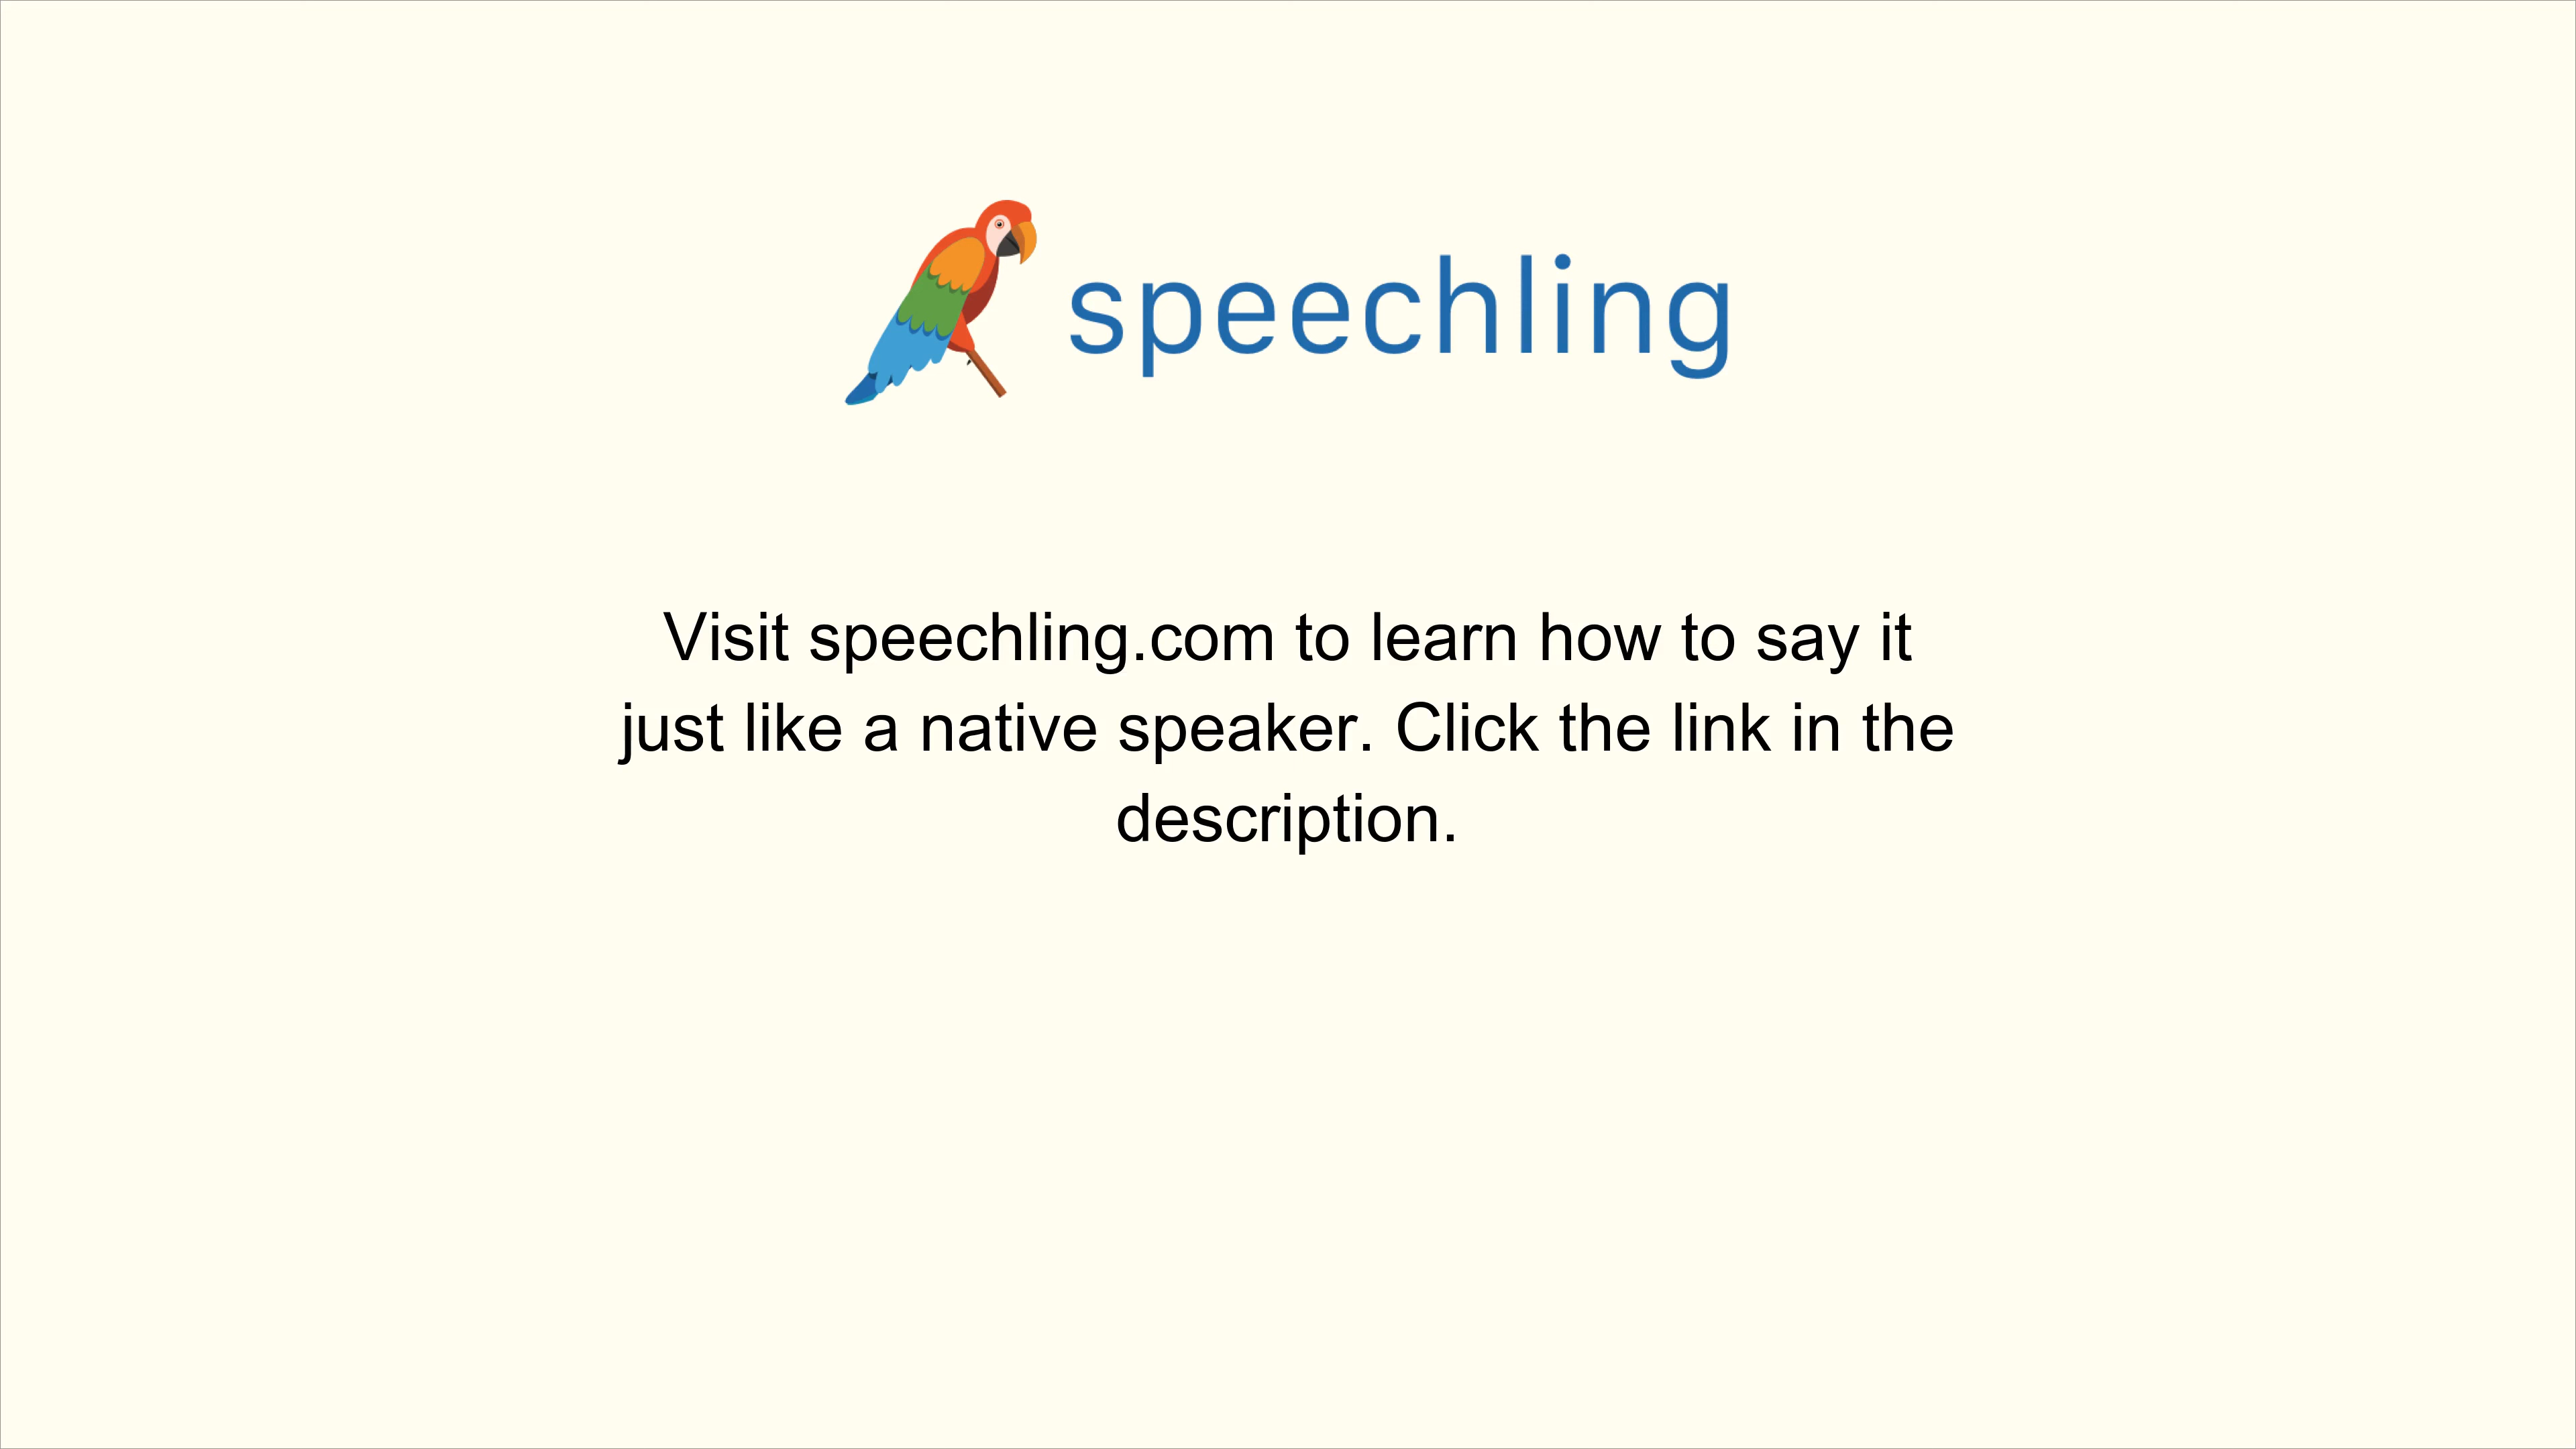 speechling
Visit speechling.com to learn how to say it
just like a native speaker. Click the link in the
description.